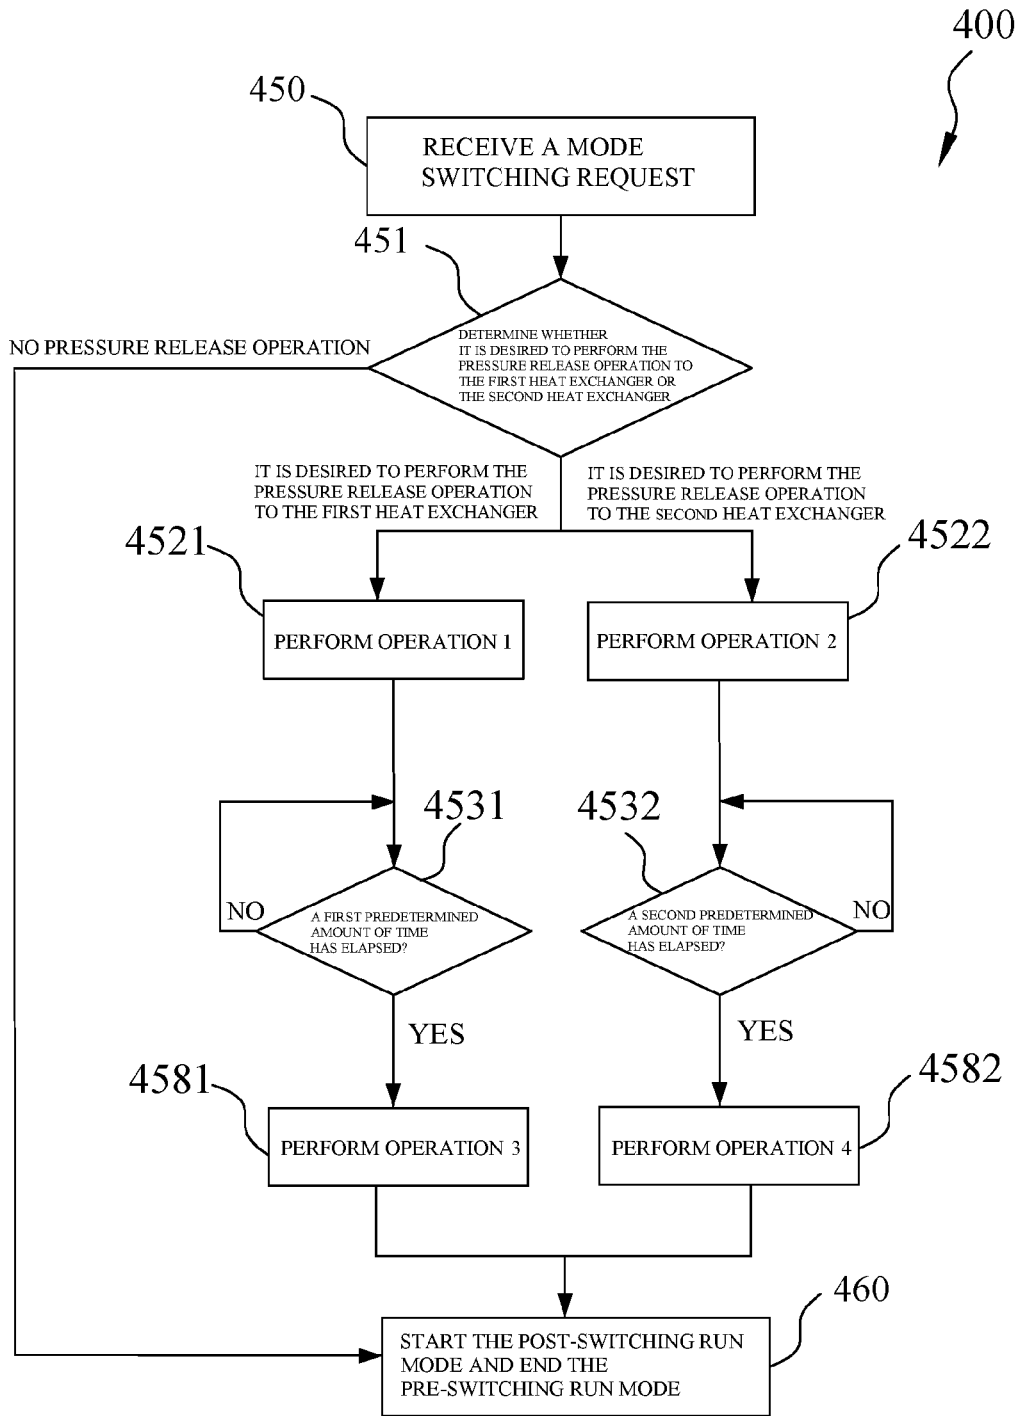 400
450
RECEIVE A MODE
SWITCHING REQUEST
451
NO PRESSURE RELEASE OPERATION
DETERMINE WHETHER
IT IS DESIRED TO PERFORM THE
PRESSURE RELEASE OPERATION TO
THE FIRST HEAT EXCHANGER OR
THE SECOND HEAT EXCHANGER
IT IS DESIRED TO PERFORM THE
PRESSURE RELEASE OPERATION
TO THE FIRST HEAT EXCHANGER
IT IS DESIRED TO PERFORM THE
PRESSURE RELEASE OPERATION
TO THE SECOND HEAT EXCHANGER
4521
4522
PERFORM OPERATION 1
PERFORM OPERATION 2
4531
4532
NO
A FIRST PREDETERMINED
AMOUNT OF TIME
HAS ELAPSED?
A SECOND PREDETERMINED
AMOUNT OF TIME
HAS ELAPSED?
NO
YES
YES
4581
4582
PERFORM OPERATION 3
PERFORM OPERATION 4
460
START THE POST-SWITCHING RUN
MODE AND END THE
PRE-SWITCHING RUN MODE